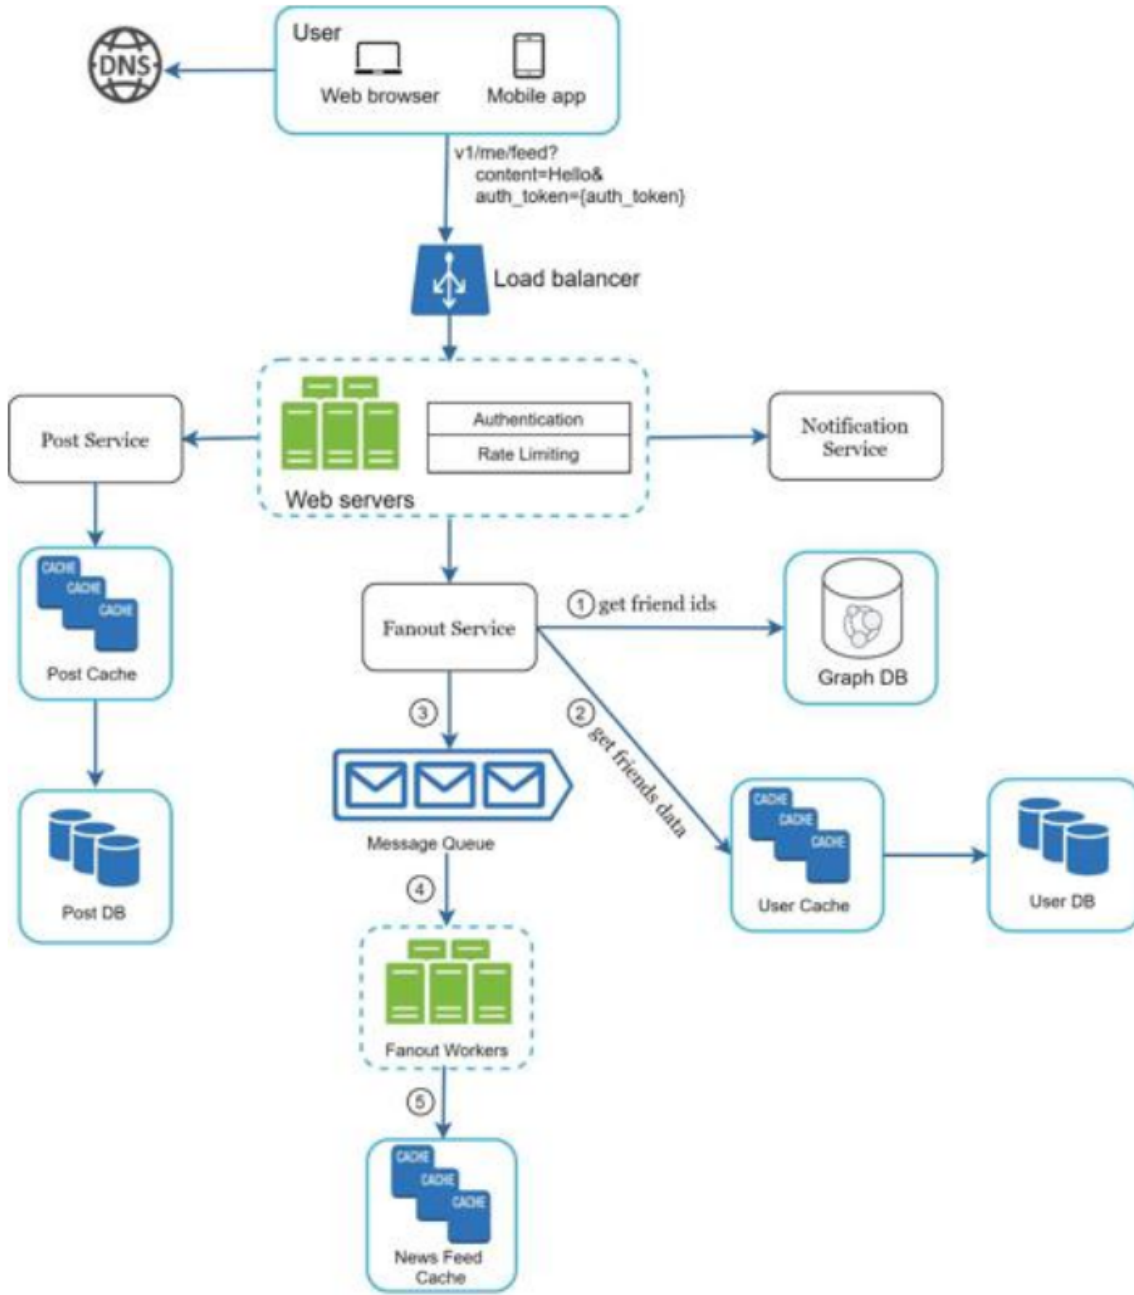 User
DNS
Web browser
Mobile app
v1/me/feed?
content=Hello&
auth_token={auth_token}
Load balancer
Post Service
Authentication
Rate Limiting
Web servers
Notification
Service
CACHE
CACHE
CACHE
Post Cache
Fanout Service
1 get friend ids
Graph DB
3
2 get friends data
Message Queue
Post DB
CACHE
CACHE
CACHE
User Cache
User DB
4
Fanout Workers
5
CACHE
CACHE
CACHE
News Feed
Cache